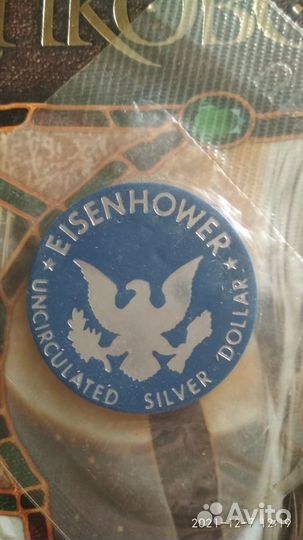 ★ EISENHOWER ★
UNCIRCULATED SILVER DOLLAR
2021-12-7 12:19
Avito